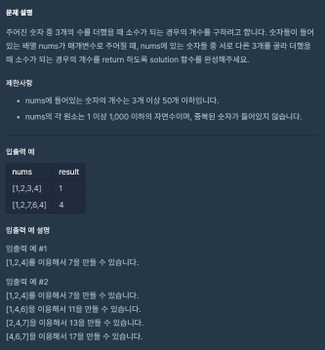 문제 설명
주어진 숫자 중 3개의 수를 더했을 때 소수가 되는 경우의 개수를 구하려고 합니다. 숫자들이 들어
있는 배열 nums가 매개변수로 주어질 때, nums에 있는 숫자들 중 서로 다른 3개를 골라 더했을
때 소수가 되는 경우의 개수를 return 하도록 solution 함수를 완성해주세요.
제한사항
• nums에 들어있는 숫자의 개수는 3개 이상 50개 이하입니다.
• nums의 각 원소는 1 이상 1,000 이하의 자연수이며, 중복된 숫자가 들어있지 않습니다.
입출력 예
nums result
[1,2,3,4] 1
[1,2,7,6,4] 4
입출력 예 설명
입출력 예 #1
[1,2,4]를 이용해서 7을 만들 수 있습니다.
입출력 예 #2
[1,2,4]를 이용해서 7을 만들 수 있습니다.
[1,4,6]을 이용해서 11을 만들 수 있습니다.
[2,4,7]을 이용해서 13을 만들 수 있습니다.
[4,6,7]을 이용해서 17을 만들 수 있습니다.